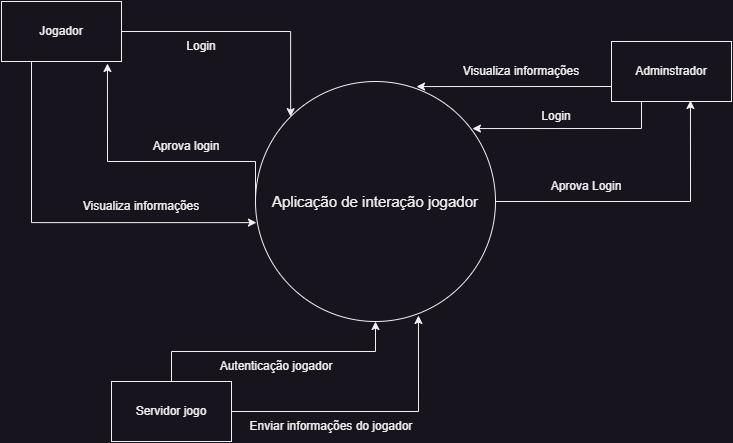 Jogador
Login
Visualiza informações
Adminstrador
Login
Aprova login
Aprova Login
Visualiza informações
Aplicação de interação jogador
Autenticação jogador
Servidor jogo
Enviar informações do jogador